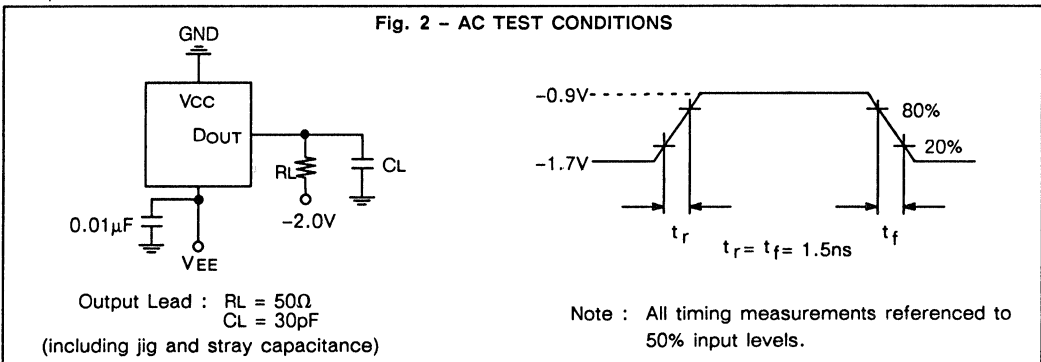 Fig. 2 – AC TEST CONDITIONS
GND
VCC
DOUT
RL
CL
–2.0V
0.01µF
VEE
Output Lead : RL = 50Ω
CL = 30pF
(including jig and stray capacitance)
–0.9V
80%
20%
–1.7V
tr
tf
tr= tf= 1.5ns
Note : All timing measurements referenced to
50% input levels.